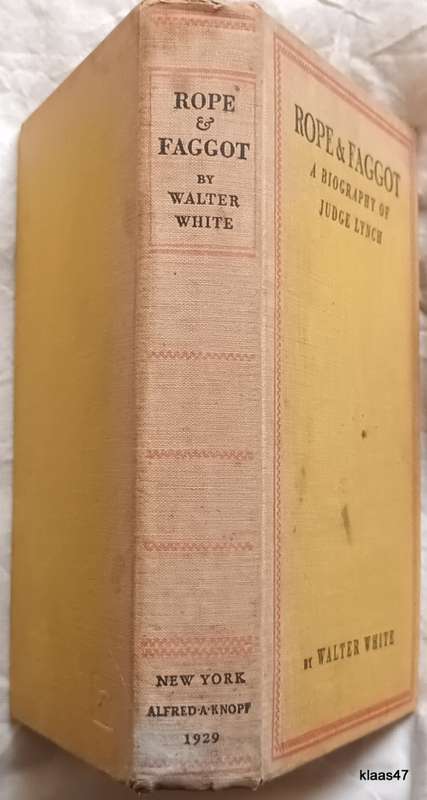 ROPE
&
FAGGOT
BY
WALTER
WHITE
NEW YORK
ALFRED·A·KNOPF
1929
ROPE & FAGGOT
A BIOGRAPHY OF
JUDGE LYNCH
BY WALTER WHITE
klaas47